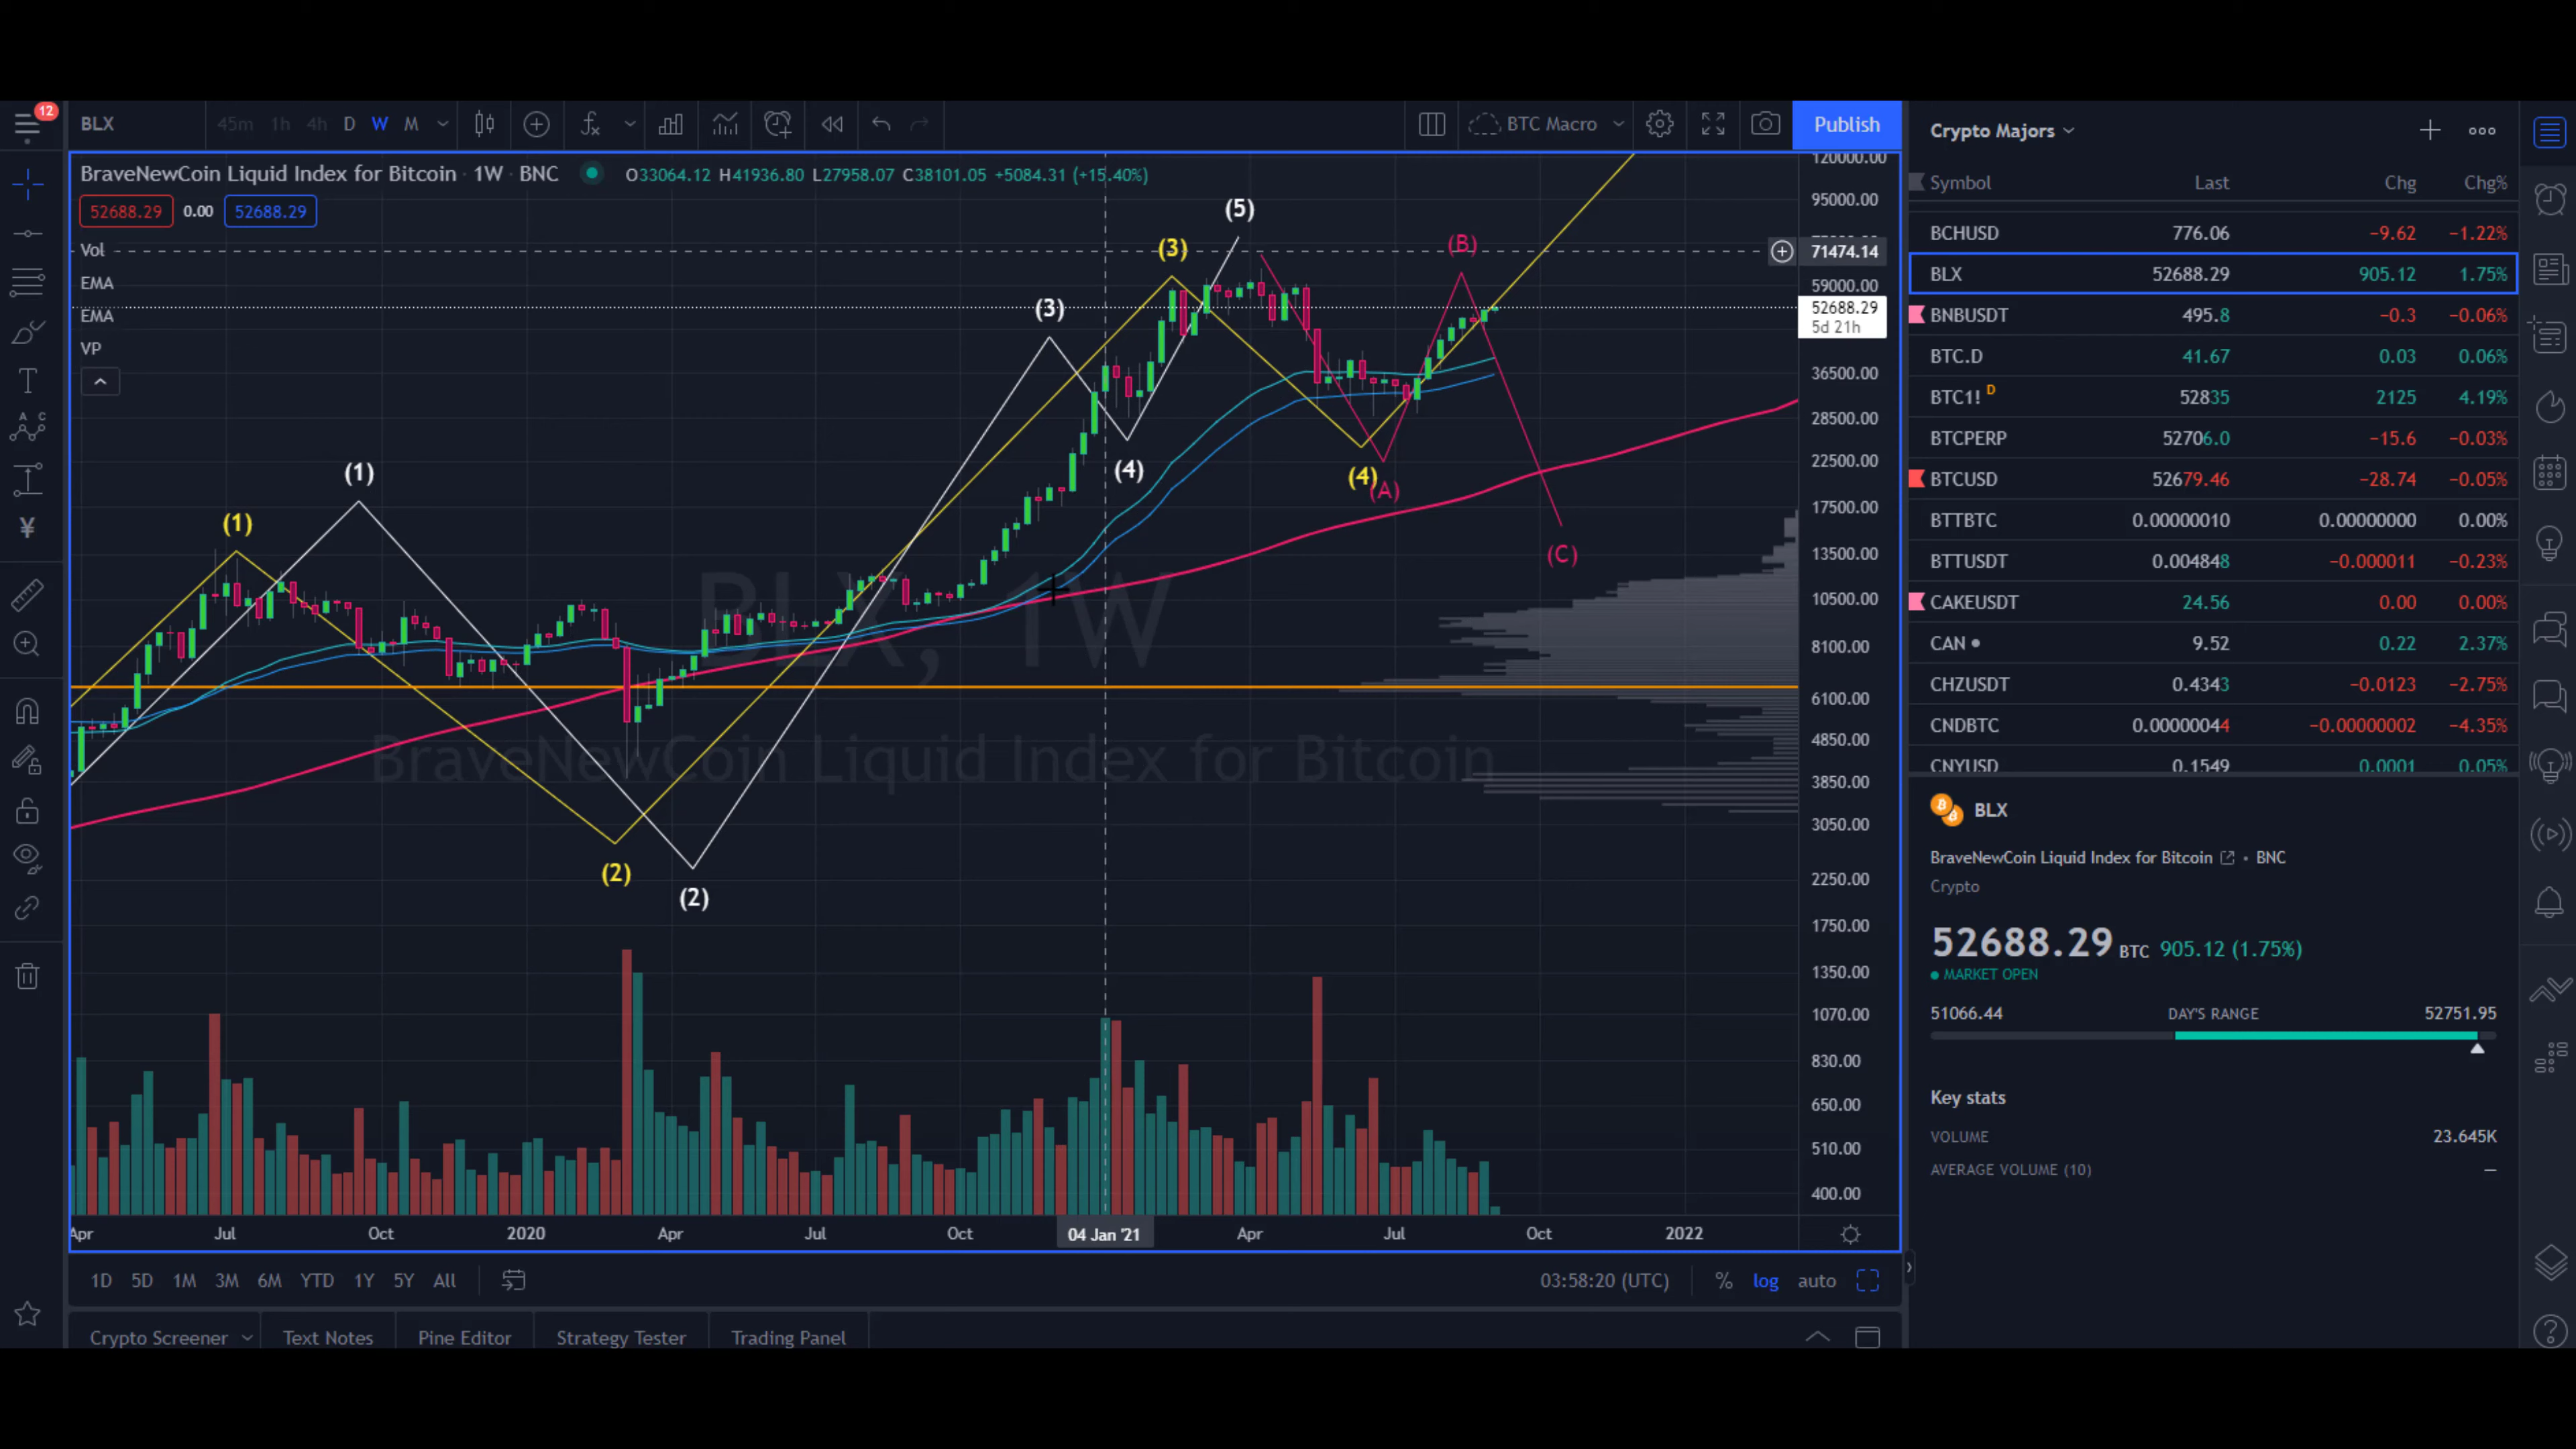 12
BLX 45m 1h 4h D W M BTC Macro Publish
BraveNewCoin Liquid Index for Bitcoin · 1W · BNC O33064.12 H41936.80 L27958.07 C38101.05 +5084.31 (+15.40%)
52688.29 0.00 52688.29
Vol
EMA
EMA
VP
(1)
(1)
(2)
(2)
(3)
(3)
(4)
(5)
(4)
(A)
(B)
(C)
BLX, 1W
BraveNewCoin Liquid Index for Bitcoin
120000.00
95000.00
71474.14
59000.00
52688.29
5d 21h
36500.00
28500.00
22500.00
17500.00
13500.00
10500.00
8100.00
6100.00
4850.00
3850.00
3050.00
2250.00
1750.00
1350.00
1070.00
830.00
650.00
510.00
400.00
Apr Jul Oct 2020 Apr Jul Oct 04 Jan '21 Apr Jul Oct 2022
1D 5D 1M 3M 6M YTD 1Y 5Y All 03:58:20 (UTC) % log auto
Crypto Screener Text Notes Pine Editor Strategy Tester Trading Panel
Crypto Majors
Symbol Last Chg Chg%
BCHUSD 776.06 −9.62 −1.22%
BLX 52688.29 905.12 1.75%
BNBUSDT 495.8 −0.3 −0.06%
BTC.D 41.67 0.03 0.06%
BTC1! D 52835 2125 4.19%
BTCPERP 52706.0 −15.6 −0.03%
BTCUSD 52679.46 −28.74 −0.05%
BTTBTC 0.00000010 0.00000000 0.00%
BTTUSDT 0.004848 −0.000011 −0.23%
CAKEUSDT 24.56 0.00 0.00%
CAN 9.52 0.22 2.37%
CHZUSDT 0.4343 −0.0123 −2.75%
CNDBTC 0.00000044 −0.00000002 −4.35%
CNYUSD 0.1549 0.0001 0.05%
BLX
BraveNewCoin Liquid Index for Bitcoin • BNC
Crypto
52688.29 BTC 905.12 (1.75%)
MARKET OPEN
51066.44 DAY'S RANGE 52751.95
Key stats
VOLUME 23.645K
AVERAGE VOLUME (10) —